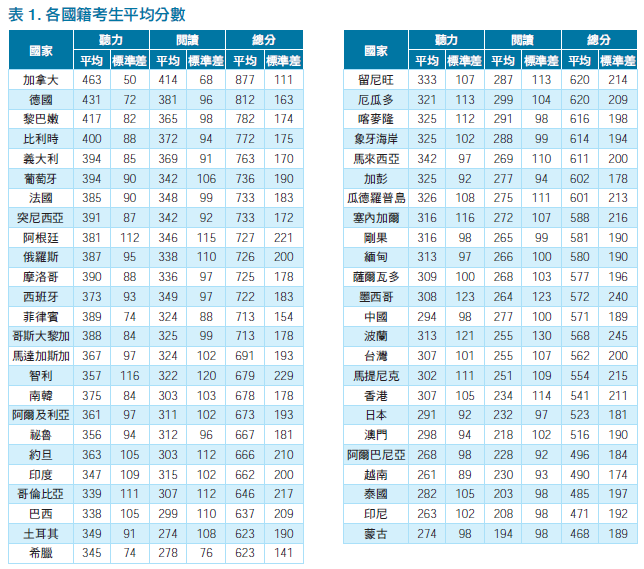 表 1. 各國籍考生平均分數
國家 聽力 閱讀 總分
平均 標準差 平均 標準差 平均 標準差
加拿大 463 50 414 68 877 111
德國 431 72 381 96 812 163
黎巴嫩 417 82 365 98 782 174
比利時 400 88 372 94 772 175
義大利 394 85 369 91 763 170
葡萄牙 394 90 342 106 736 190
法國 385 90 348 99 733 183
突尼西亞 391 87 342 92 733 172
阿根廷 381 112 346 115 727 221
俄羅斯 387 95 338 110 726 200
摩洛哥 390 88 336 97 725 178
西班牙 373 93 349 97 722 183
菲律賓 389 74 324 88 713 154
哥斯大黎加 388 84 325 99 713 178
馬達加斯加 367 97 324 102 691 193
智利 357 116 322 120 679 229
南韓 375 84 303 103 678 178
阿爾及利亞 361 97 311 102 673 193
祕魯 356 94 312 96 667 181
約旦 363 105 303 112 666 210
印度 347 109 315 102 662 200
哥倫比亞 339 111 307 112 646 217
巴西 338 105 299 110 637 209
土耳其 349 91 274 108 623 190
希臘 345 74 278 76 623 141
國家 聽力 閱讀 總分
平均 標準差 平均 標準差 平均 標準差
留尼旺 333 107 287 113 620 214
厄瓜多 321 113 299 104 620 209
喀麥隆 325 112 291 98 616 198
象牙海岸 325 102 288 99 614 194
馬來西亞 342 97 269 110 611 200
加彭 325 92 277 94 602 178
瓜德羅普島 326 108 275 111 601 213
塞內加爾 316 116 272 107 588 216
剛果 316 98 265 99 581 190
緬甸 313 97 266 100 580 190
薩爾瓦多 309 100 268 103 577 196
墨西哥 308 123 264 123 572 240
中國 294 98 277 100 571 189
波蘭 313 121 255 130 568 245
台灣 307 101 255 107 562 200
馬提尼克 302 111 251 109 554 215
香港 307 105 234 114 541 211
日本 291 92 232 97 523 181
澳門 298 94 218 102 516 190
阿爾巴尼亞 268 98 228 92 496 184
越南 261 89 230 93 490 174
泰國 282 105 203 98 485 197
印尼 263 102 208 98 471 192
蒙古 274 98 194 98 468 189